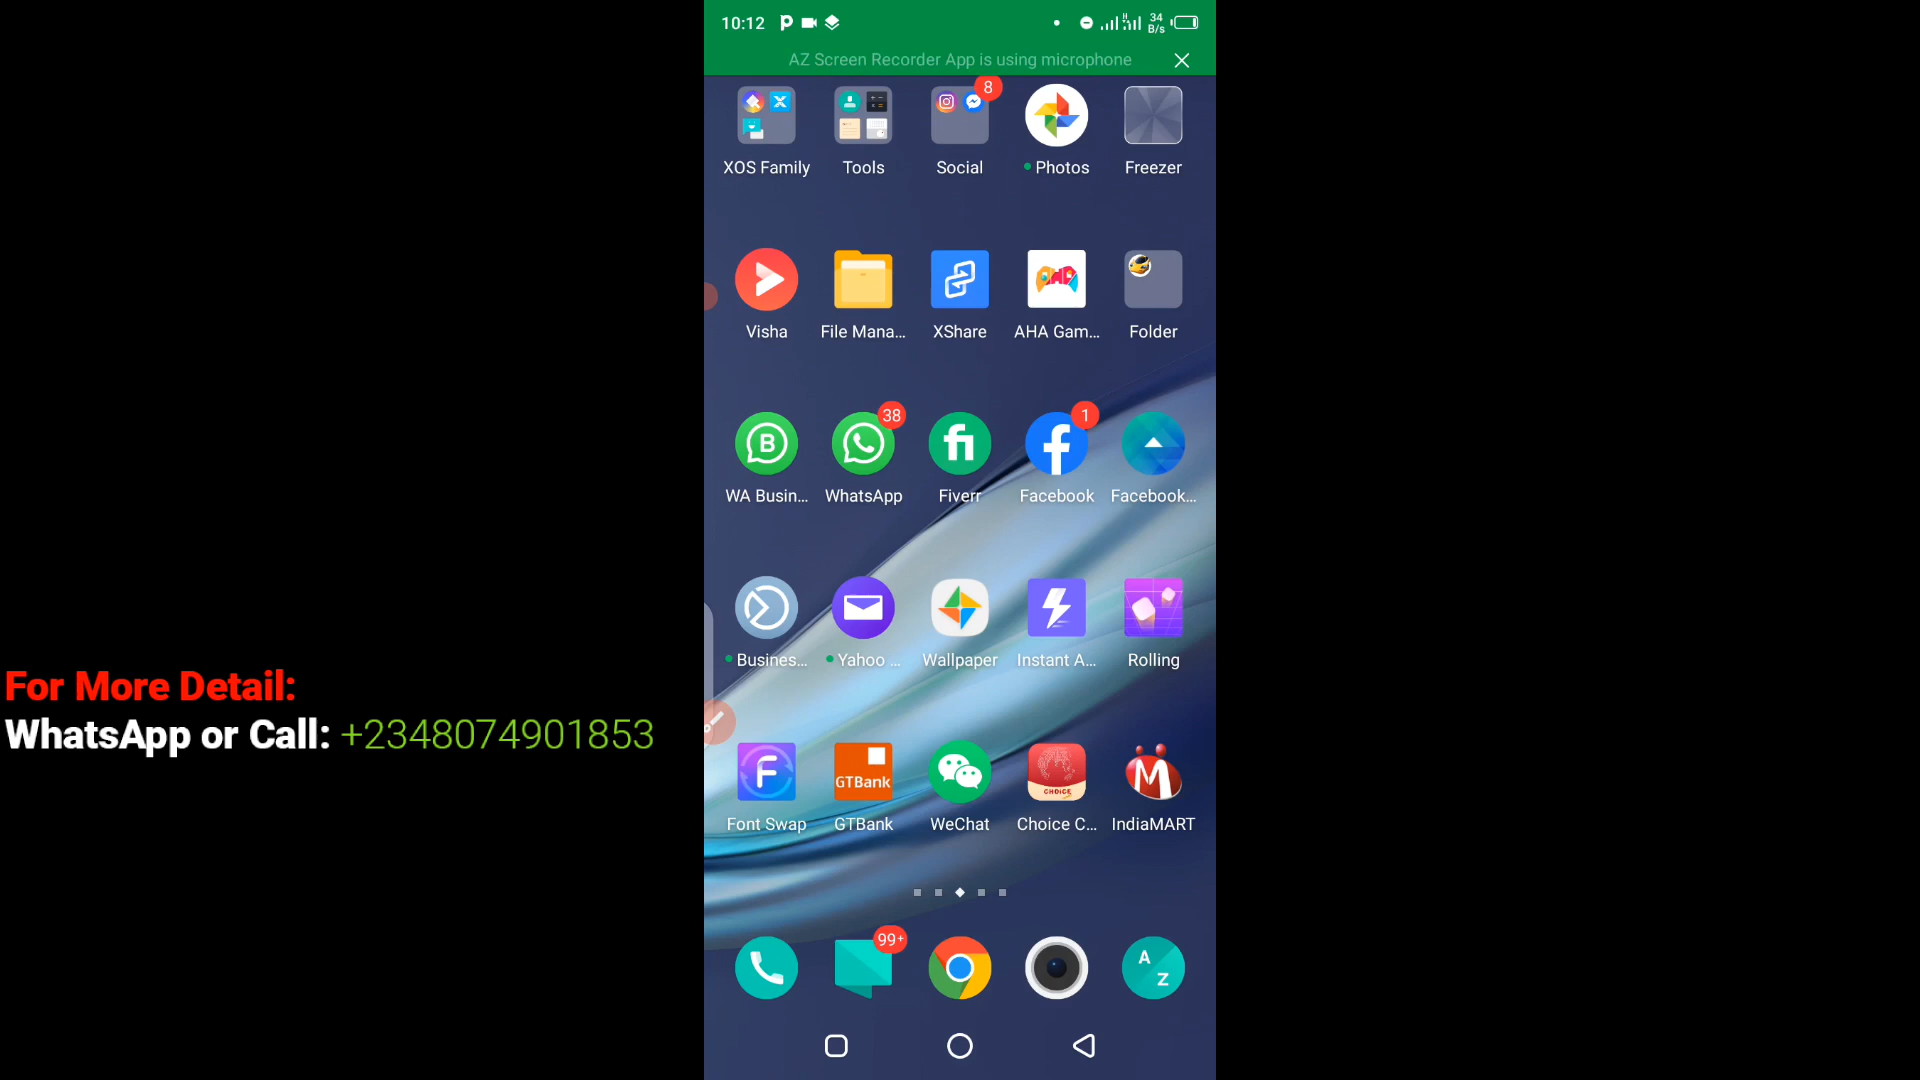 10:12
34
B/s
AZ Screen Recorder App is using microphone
8
XOS Family Tools Social Photos Freezer
Visha File Mana... XShare AHA Gam... Folder
B 38 1
WA Busin... WhatsApp Fiverr Facebook Facebook...
Busines... Yahoo ... Wallpaper Instant A... Rolling
For More Detail:
WhatsApp or Call: +2348074901853
F GTBank CHOICE M
Font Swap GTBank WeChat Choice C... IndiaMART
99+
A
Z